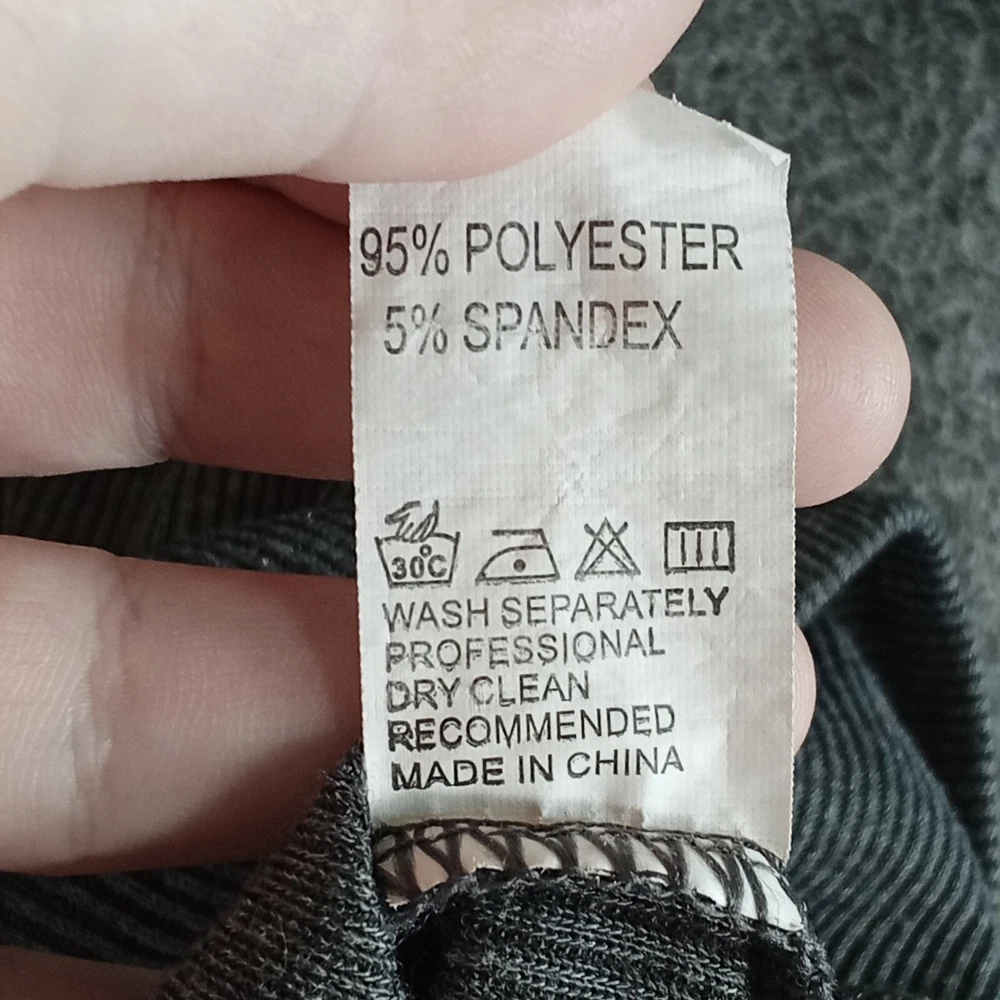 95% POLYESTER
5% SPANDEX
30°C
WASH SEPARATELY
PROFESSIONAL
DRY CLEAN
RECOMMENDED
MADE IN CHINA